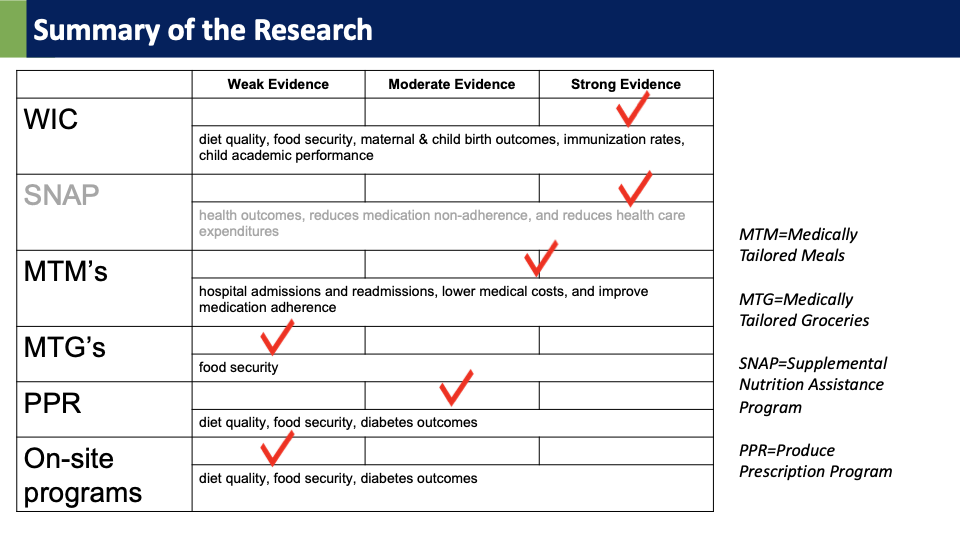 Summary of the Research
Weak Evidence
Moderate Evidence
Strong Evidence
WIC
diet quality, food security, maternal & child birth outcomes, immunization rates,
child academic performance
SNAP
health outcomes, reduces medication non-adherence, and reduces health care
expenditures
MTM’s
hospital admissions and readmissions, lower medical costs, and improve
medication adherence
MTG’s
food security
PPR
diet quality, food security, diabetes outcomes
On-site
programs
diet quality, food security, diabetes outcomes
MTM=Medically
Tailored Meals
MTG=Medically
Tailored Groceries
SNAP=Supplemental
Nutrition Assistance
Program
PPR=Produce
Prescription Program